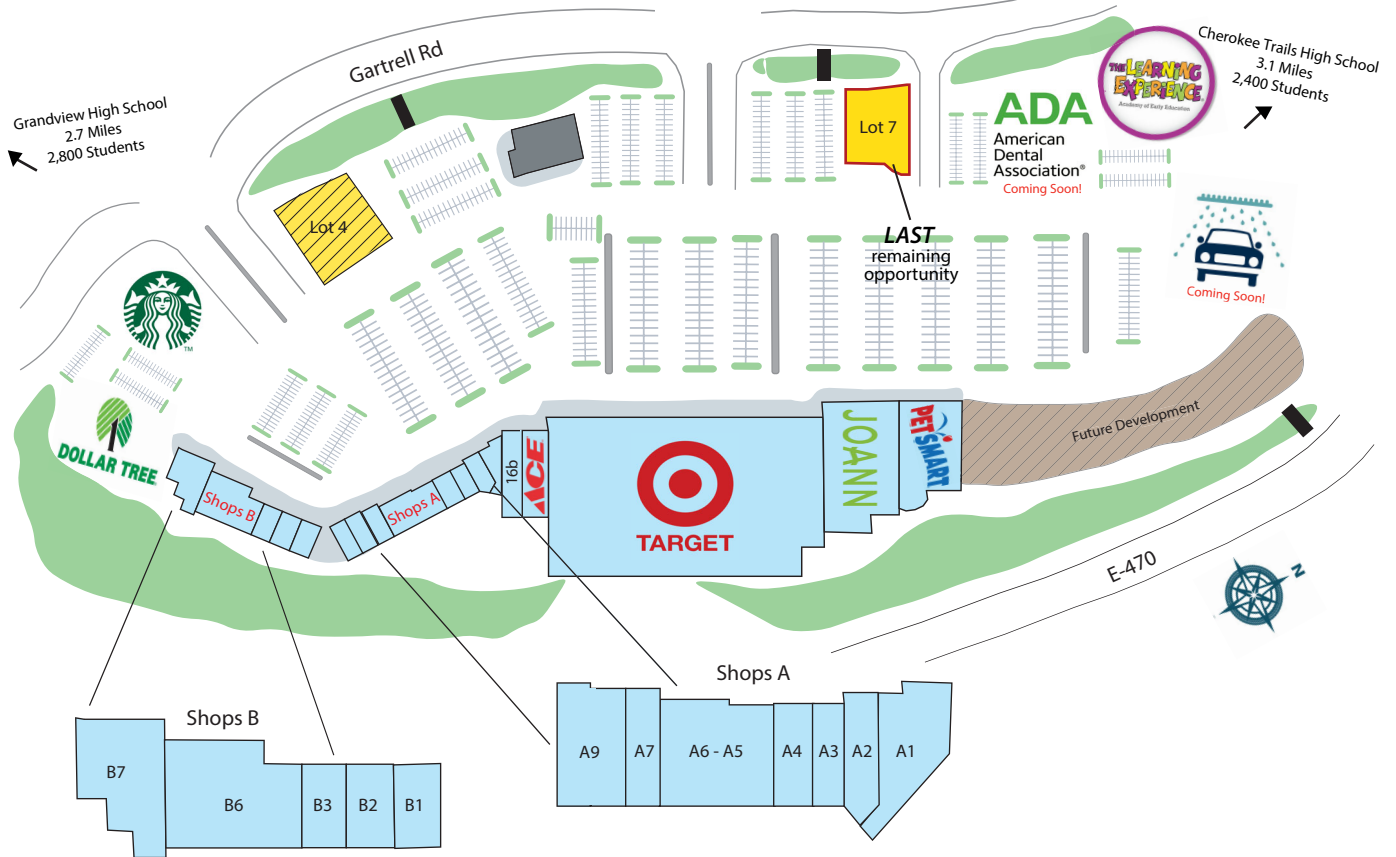 Gartrell Rd
Grandview High School
2.7 Miles
2,800 Students
THE LEARNING
EXPERIENCE
Academy of Early Education
Cherokee Trails High School
3.1 Miles
2,400 Students
ADA
American
Dental
Association®
Coming Soon!
Lot 7
Lot 4
LAST
remaining
opportunity
Coming Soon!
TM
DOLLAR TREE
Shops B
Shops A
16b
ACE
TARGET
JOANN
PETSMART
Future Development
E-470
N
Shops A
A9
A7
A6 - A5
A4
A3
A2
A1
Shops B
B7
B6
B3
B2
B1